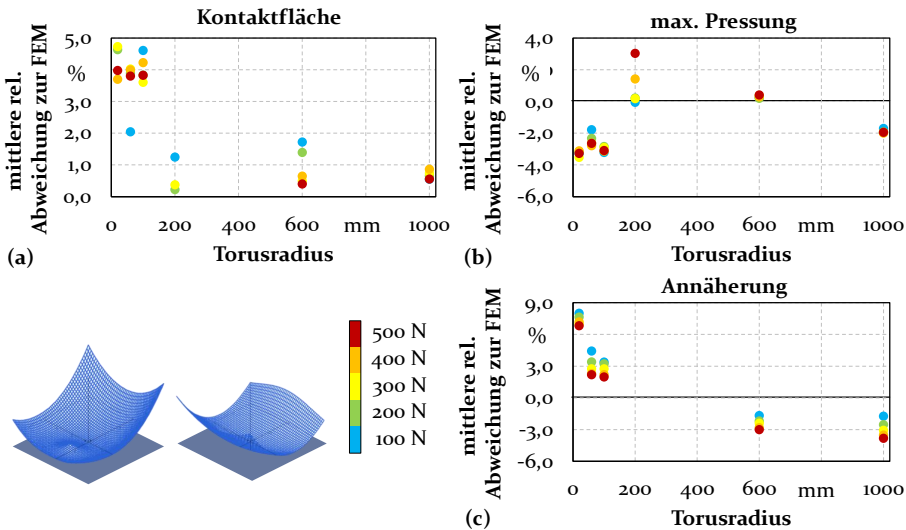 Kontaktfläche
mittlere rel.
Abweichung zur FEM
5,0
%
3,0
2,0
1,0
0,0
0
200
400
600
mm
1000
Torusradius
(a)
max. Pressung
mittlere rel.
Abweichung zur FEM
4,0
%
0,0
-2,0
-4,0
-6,0
0
200
400
600
mm
1000
Torusradius
(b)
500 N
400 N
300 N
200 N
100 N
Annäherung
mittlere rel.
Abweichung zur FEM
9,0
%
3,0
0,0
-3,0
-6,0
0
200
400
600
mm
1000
Torusradius
(c)